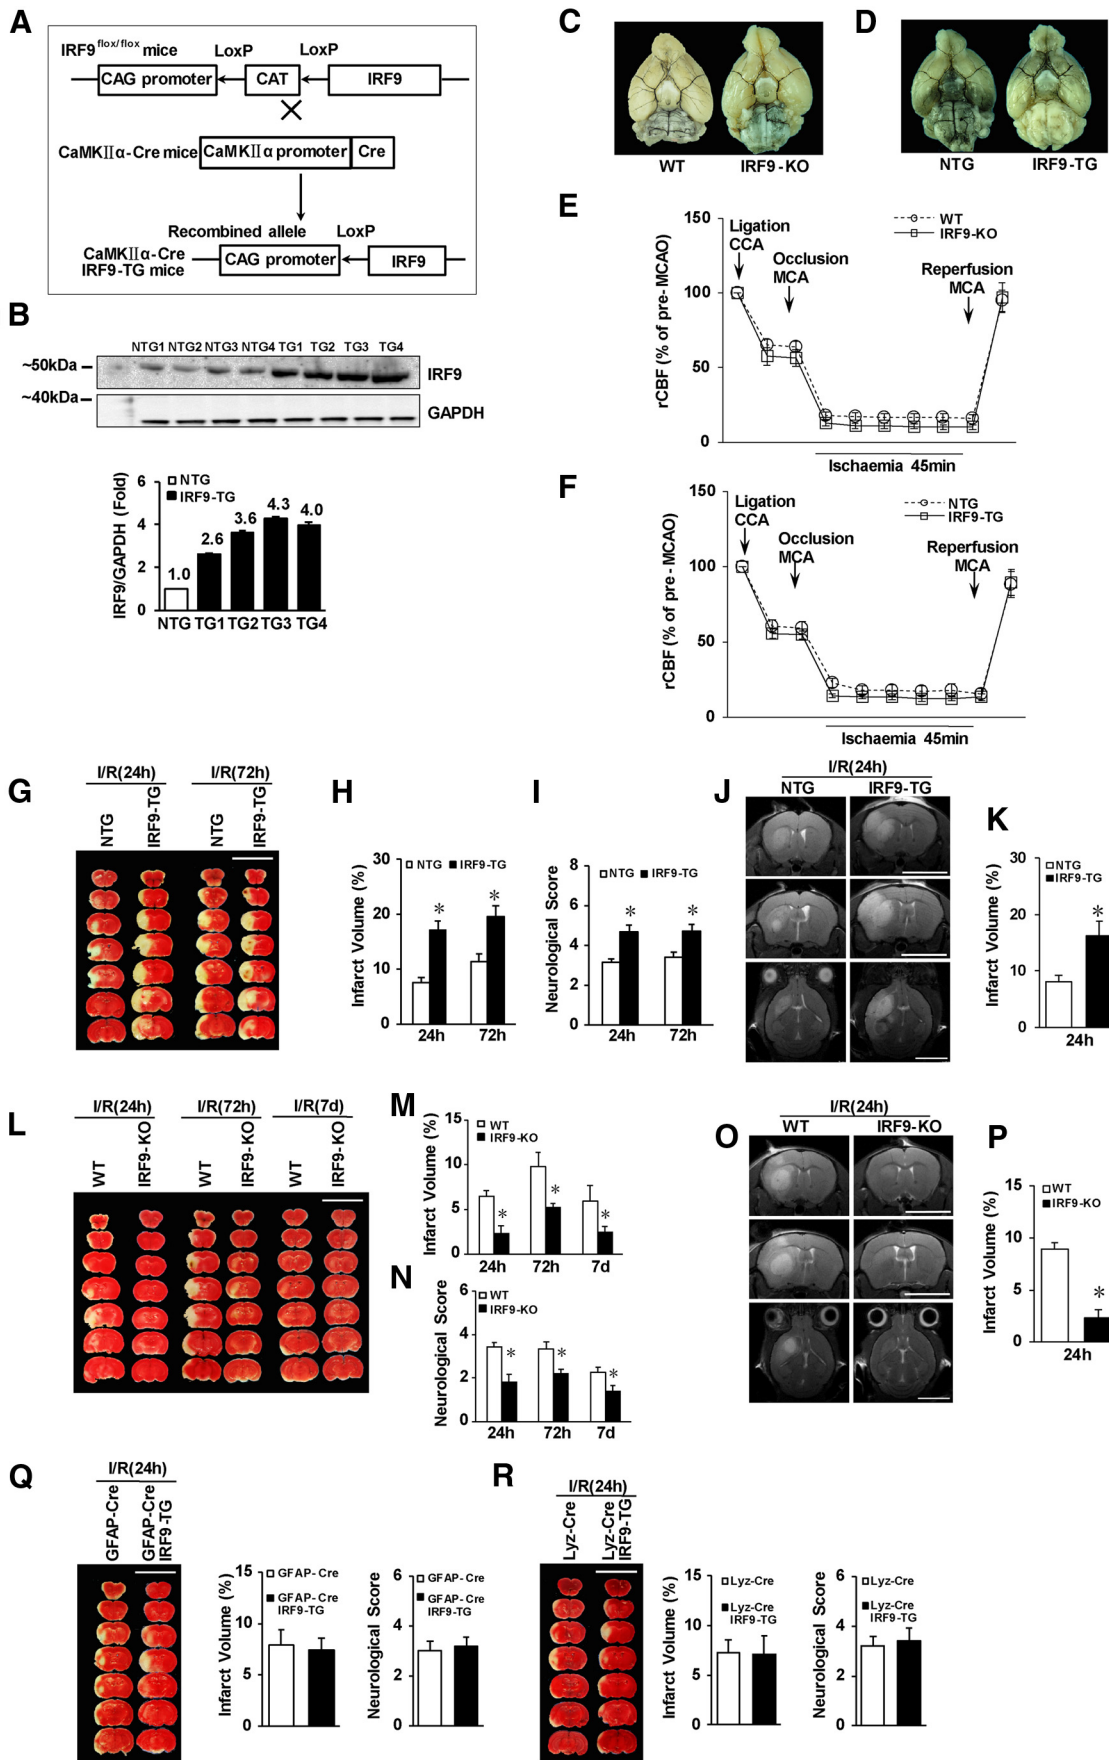 A
IRF9 flox/flox mice
LoxP
LoxP
CAG promoter
CAT
IRF9
CaMKⅡα-Cre mice
CaMKⅡα promoter
Cre
Recombined allele
LoxP
CaMKⅡα-Cre
IRF9-TG mice
CAG promoter
IRF9
B
NTG1 NTG2 NTG3 NTG4 TG1 TG2 TG3 TG4
~50kDa
IRF9
~40kDa
GAPDH
IRF9/GAPDH (Fold)
6
4
2
0
NTG
IRF9-TG
1.0
2.6
3.6
4.3
4.0
NTG TG1 TG2 TG3 TG4
C
WT
IRF9-KO
D
NTG
IRF9-TG
E
rCBF (% of pre-MCAO)
150
100
50
0
Ligation
CCA
Occlusion
MCA
WT
IRF9-KO
Reperfusion
MCA
Ischaemia 45min
F
rCBF (% of pre-MCAO)
150
100
50
0
Ligation
CCA
Occlusion
MCA
NTG
IRF9-TG
Reperfusion
MCA
Ischaemia 45min
G
I/R(24h)
I/R(72h)
NTG
IRF9-TG
NTG
IRF9-TG
H
Infarct Volume (%)
30
20
10
0
NTG
IRF9-TG
*
*
24h
72h
I
Neurological Score
8
6
4
2
0
NTG
IRF9-TG
*
*
24h
72h
J
I/R(24h)
NTG
IRF9-TG
K
Infarct Volume (%)
30
20
10
0
NTG
IRF9-TG
*
24h
L
I/R(24h)
I/R(72h)
I/R(7d)
WT
IRF9-KO
WT
IRF9-KO
WT
IRF9-KO
M
Infarct Volume (%)
15
10
5
0
WT
IRF9-KO
*
*
*
24h
72h
7d
N
Neurological Score
6
4
2
0
WT
IRF9-KO
*
*
*
24h
72h
7d
O
I/R(24h)
WT
IRF9-KO
P
Infarct Volume (%)
15
10
5
0
WT
IRF9-KO
*
24h
Q
I/R(24h)
GFAP-Cre
GFAP-Cre
IRF9-TG
Infarct Volume (%)
15
10
5
0
GFAP-Cre
GFAP-Cre
IRF9-TG
Neurological Score
6
4
2
0
GFAP-Cre
GFAP-Cre
IRF9-TG
R
I/R(24h)
Lyz-Cre
Lyz-Cre
IRF9-TG
Infarct Volume (%)
15
10
5
0
Lyz-Cre
Lyz-Cre
IRF9-TG
Neurological Score
6
4
2
0
Lyz-Cre
Lyz-Cre
IRF9-TG